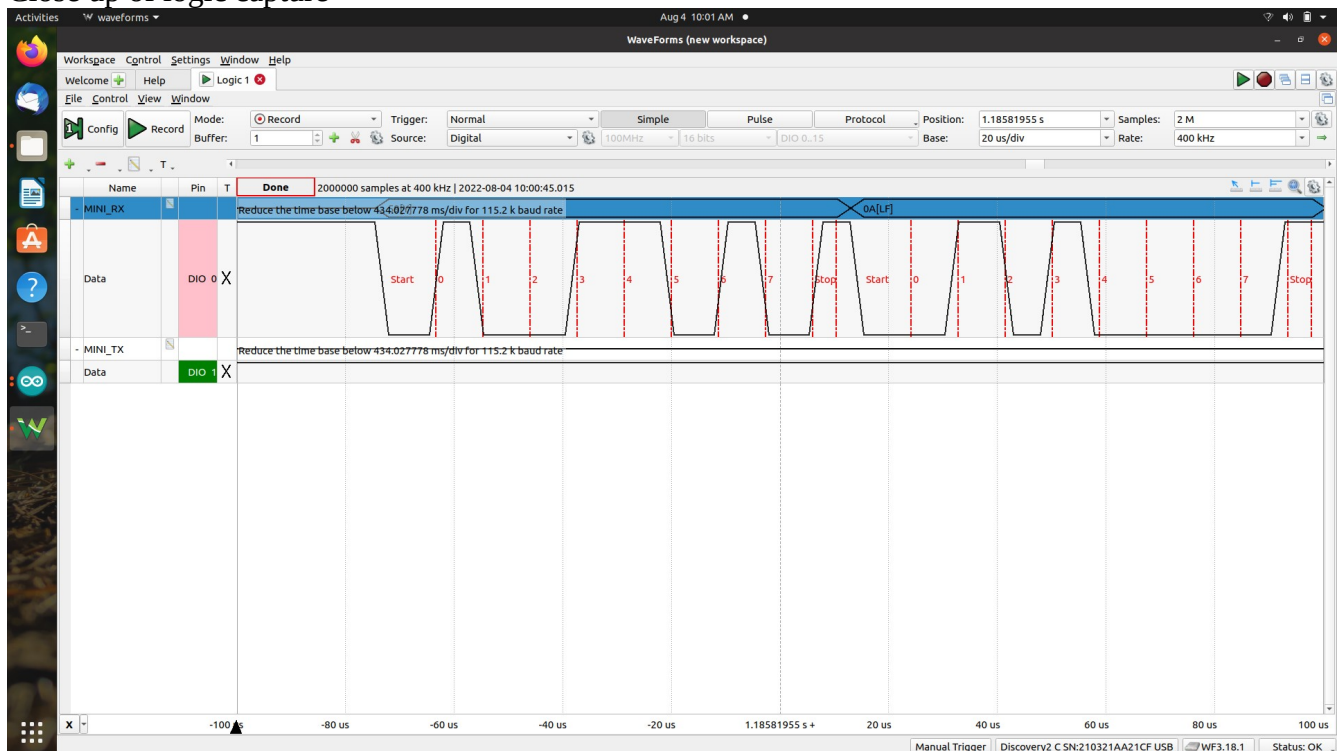 Close up of logic capture
Activities waveforms Aug 4 10:01 AM
WaveForms (new workspace)
Workspace Control Settings Window Help
Welcome Help Logic 1
File Control View Window
Config Record Mode: Record Trigger: Normal Simple Pulse Protocol Position: 1.18581955 s Samples: 2 M
Buffer: 1 Source: Digital 100MHz 16 bits DIO 0..15 Base: 20 us/div Rate: 400 kHz
T
Name Pin T Done 2000000 samples at 400 kHz | 2022-08-04 10:00:45.015
- MINI_RX Reduce the time base below 434.027778 ms/div for 115.2 k baud rate 0A[LF]
Data DIO 0 X Start 0 1 2 3 4 5 6 7 Stop Start 0 1 2 3 4 5 6 7 Stop
- MINI_TX Reduce the time base below 434.027778 ms/div for 115.2 k baud rate
Data DIO 1 X
X -80 us -60 us -40 us -20 us 1.18581955 s + 20 us 40 us 60 us 80 us 100 us
Manual Trigger Discovery2 C SN:210321AA21CF USB WF3.18.1 Status: OK